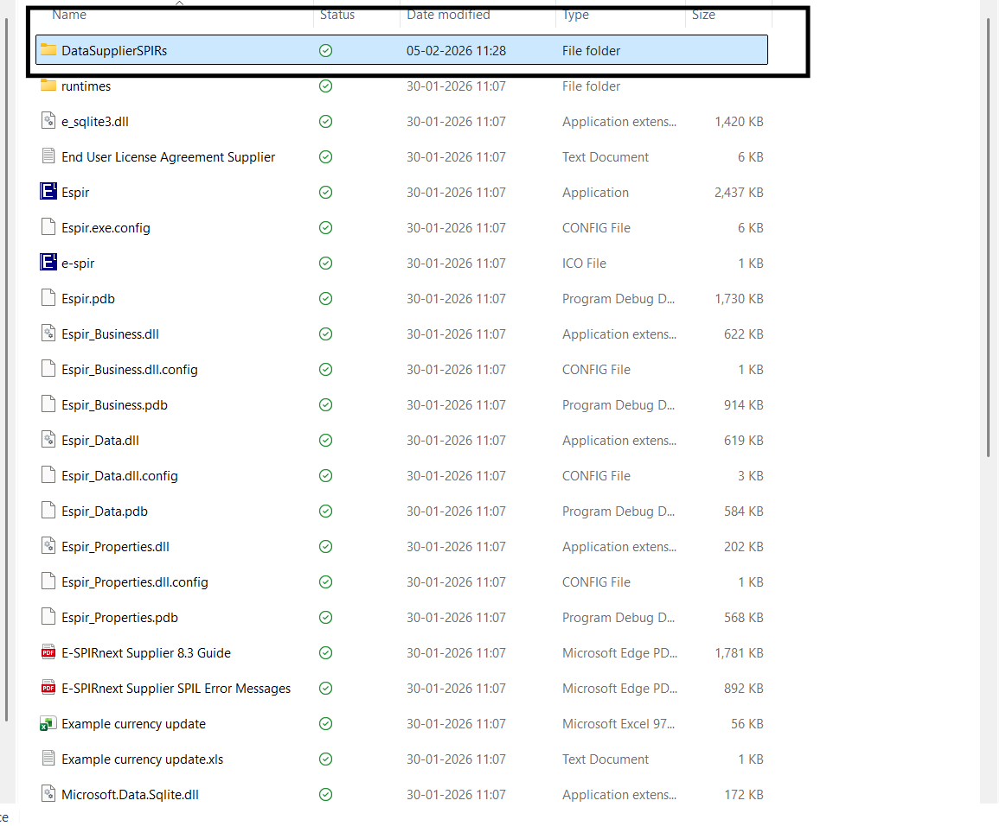 Name Status Date modified Type Size
DataSupplierSPIRs 05-02-2026 11:28 File folder
runtimes 30-01-2026 11:07 File folder
e_sqlite3.dll 30-01-2026 11:07 Application extens... 1,420 KB
End User License Agreement Supplier 30-01-2026 11:07 Text Document 6 KB
Espir 30-01-2026 11:07 Application 2,437 KB
Espir.exe.config 30-01-2026 11:07 CONFIG File 6 KB
e-spir 30-01-2026 11:07 ICO File 1 KB
Espir.pdb 30-01-2026 11:07 Program Debug D... 1,730 KB
Espir_Business.dll 30-01-2026 11:07 Application extens... 622 KB
Espir_Business.dll.config 30-01-2026 11:07 CONFIG File 1 KB
Espir_Business.pdb 30-01-2026 11:07 Program Debug D... 914 KB
Espir_Data.dll 30-01-2026 11:07 Application extens... 619 KB
Espir_Data.dll.config 30-01-2026 11:07 CONFIG File 3 KB
Espir_Data.pdb 30-01-2026 11:07 Program Debug D... 584 KB
Espir_Properties.dll 30-01-2026 11:07 Application extens... 202 KB
Espir_Properties.dll.config 30-01-2026 11:07 CONFIG File 1 KB
Espir_Properties.pdb 30-01-2026 11:07 Program Debug D... 568 KB
E-SPIRnext Supplier 8.3 Guide 30-01-2026 11:07 Microsoft Edge PD... 1,781 KB
E-SPIRnext Supplier SPIL Error Messages 30-01-2026 11:07 Microsoft Edge PD... 892 KB
Example currency update 30-01-2026 11:07 Microsoft Excel 97... 56 KB
Example currency update.xls 30-01-2026 11:07 Text Document 1 KB
Microsoft.Data.Sqlite.dll 30-01-2026 11:07 Application extens... 172 KB